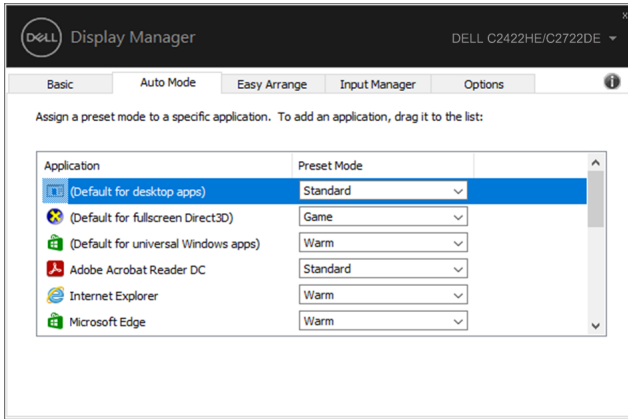 DELL Display Manager DELL C2422HE/C2722DE
Basic Auto Mode Easy Arrange Input Manager Options
Assign a preset mode to a specific application. To add an application, drag it to the list:
Application Preset Mode
(Default for desktop apps) Standard
(Default for fullscreen Direct3D) Game
(Default for universal Windows apps) Warm
Adobe Acrobat Reader DC Standard
Internet Explorer Warm
Microsoft Edge Warm